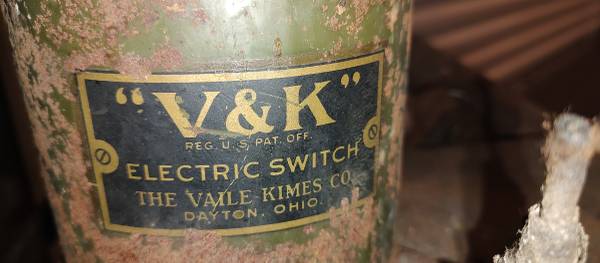 "V&K"
REG. U.S. PAT. OFF.
ELECTRIC SWITCH
THE VAILE KIMES CO.
DAYTON, OHIO.